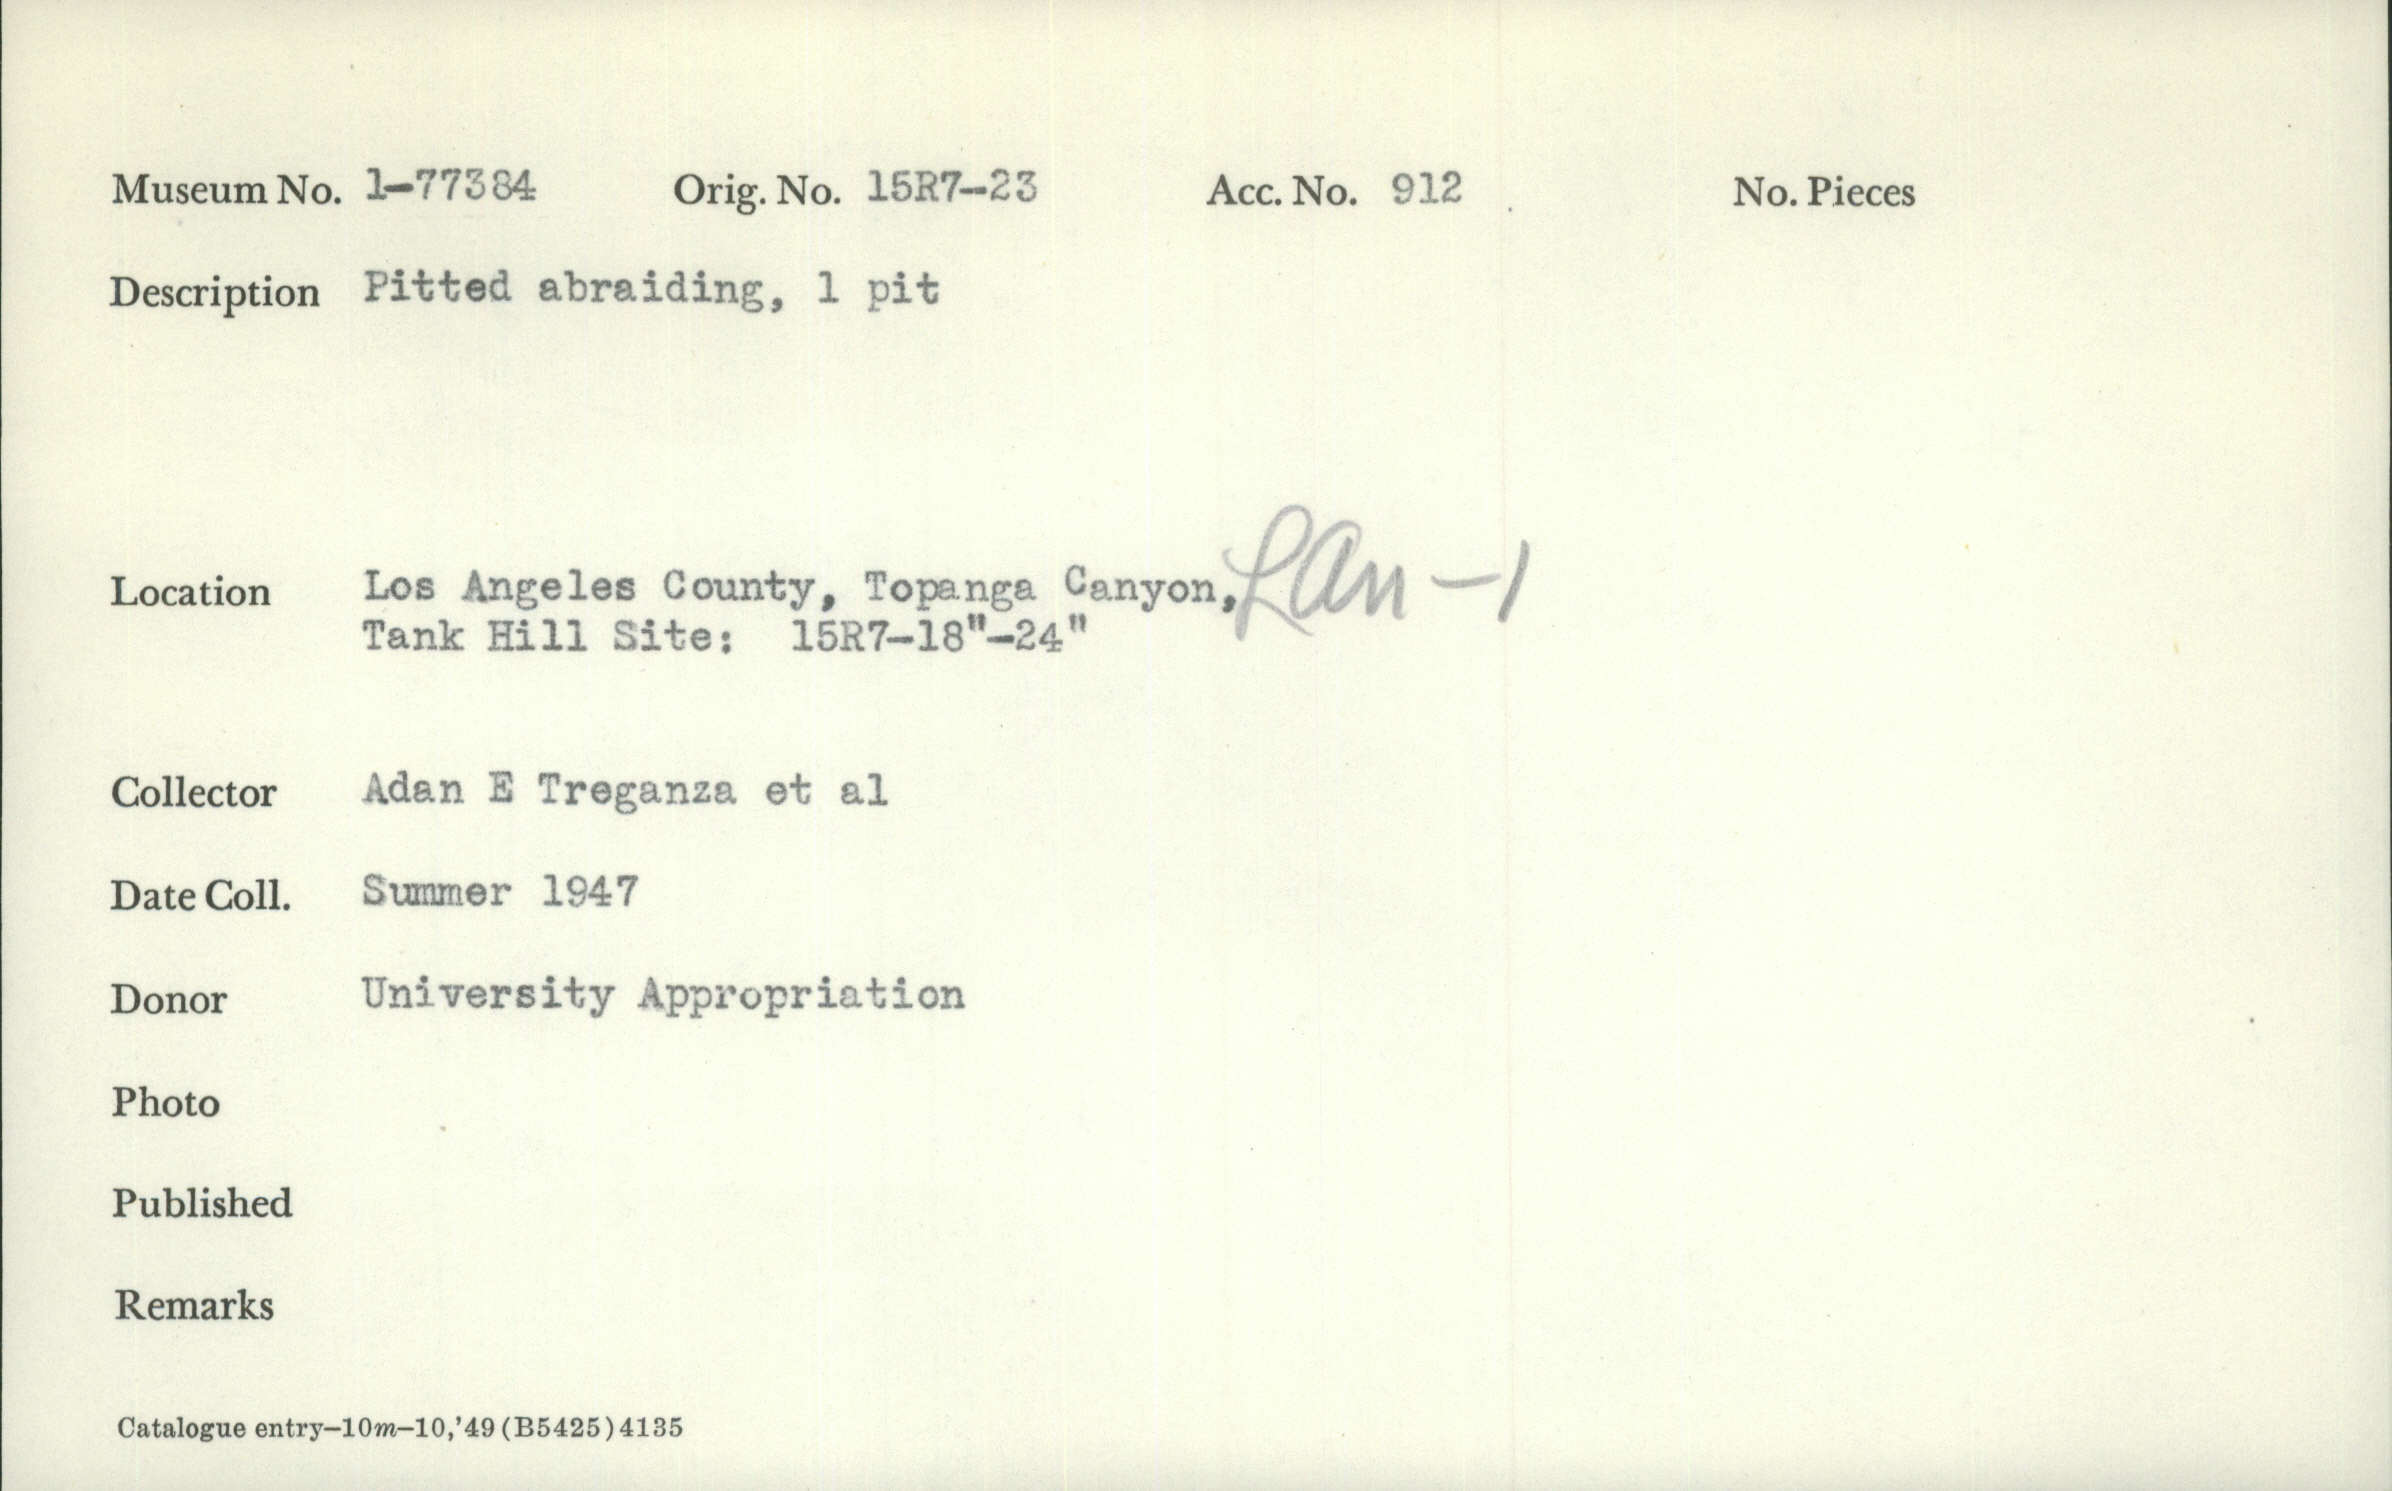 Museum No. 1-77384 Orig. No. 15R7-23 Acc. No. 912 No. Pieces
Description Pitted abraiding, 1 pit
Location Los Angeles County, Topanga Canyon, LAn-1
Tank Hill Site: 15R7-18"-24"
Collector Adan E Treganza et al
Date Coll. Summer 1947
Donor University Appropriation
Photo
Published
Remarks
Catalogue entry—10m—10,'49 (B5425) 4135